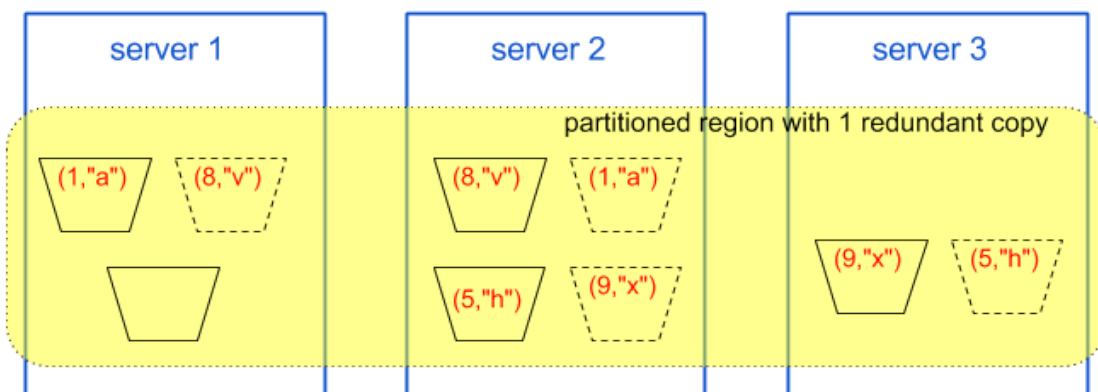 server 1
server 2
server 3
partitioned region with 1 redundant copy
(1,"a")
(8,"v")
(8,"v")
(1,"a")
(9,"x")
(5,"h")
(5,"h")
(9,"x")